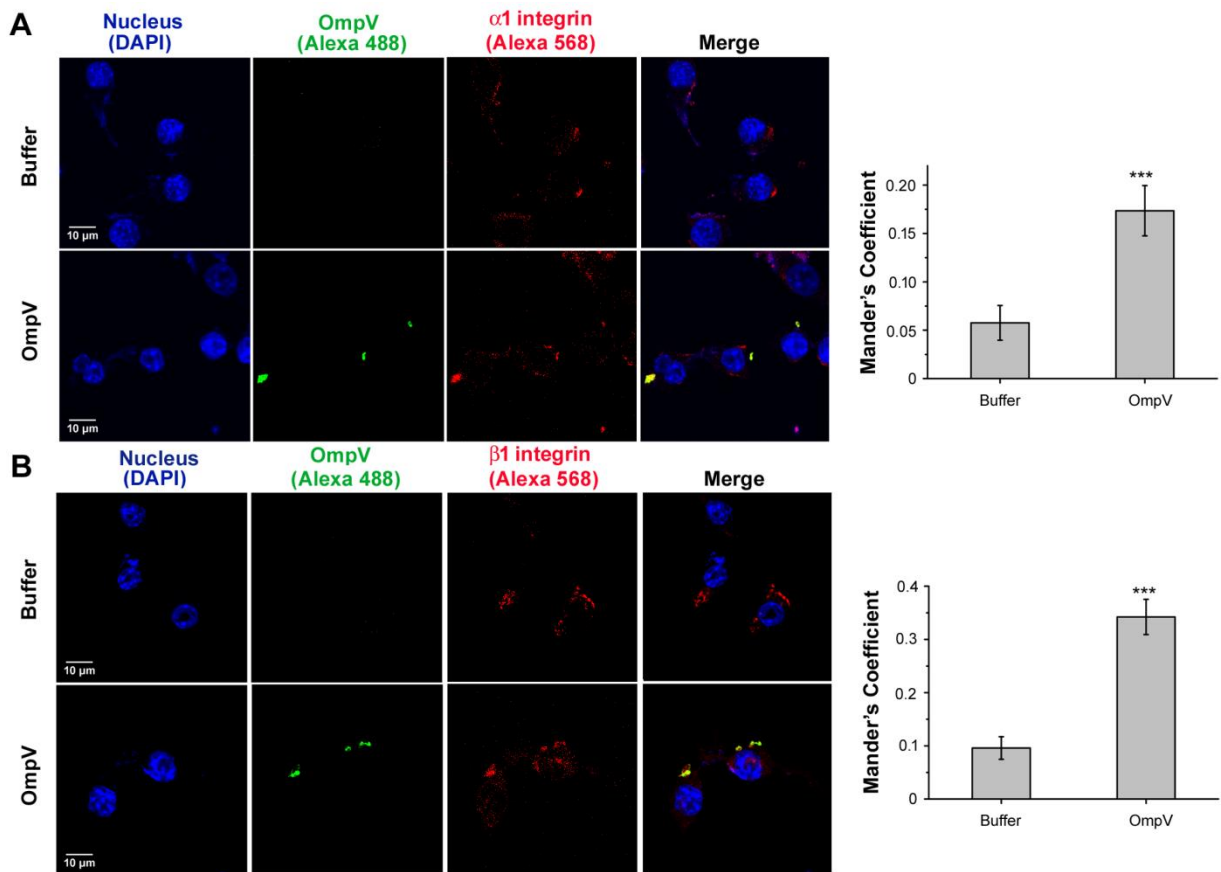 A
Nucleus
(DAPI)
OmpV
(Alexa 488)
α1 integrin
(Alexa 568)
Merge
Buffer
10 µm
OmpV
10 µm
Mander's Coefficient
0.20
0.15
0.10
0.05
0
***
Buffer
OmpV
B
Nucleus
(DAPI)
OmpV
(Alexa 488)
β1 integrin
(Alexa 568)
Merge
Buffer
10 µm
OmpV
10 µm
Mander's Coefficient
0.4
0.3
0.2
0.1
0
***
Buffer
OmpV